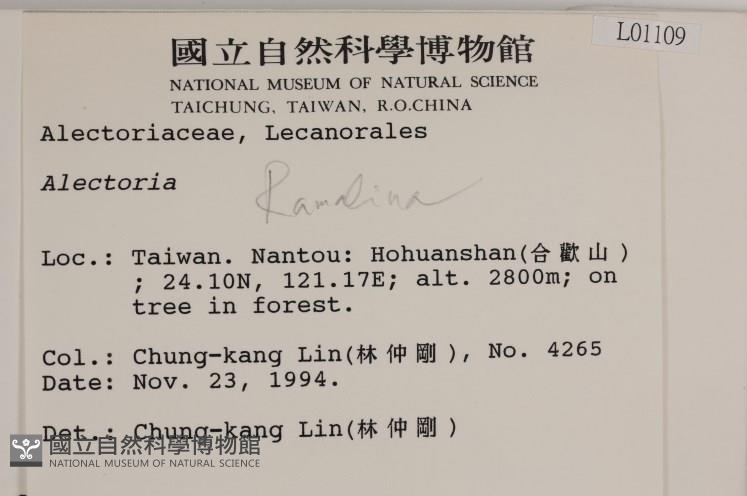 L01109
國立自然科學博物館
NATIONAL MUSEUM OF NATURAL SCIENCE
TAICHUNG, TAIWAN, R.O.CHINA
Alectoriaceae, Lecanorales
Alectoria
Ramalina
Loc.: Taiwan. Nantou: Hohuanshan(合歡山)
; 24.10N, 121.17E; alt. 2800m; on
tree in forest.
Col.: Chung-kang Lin(林仲剛), No. 4265
Date: Nov. 23, 1994.
Det.: Chung-kang Lin(林仲剛)
國立自然科學博物館
NATIONAL MUSEUM OF NATURAL SCIENCE